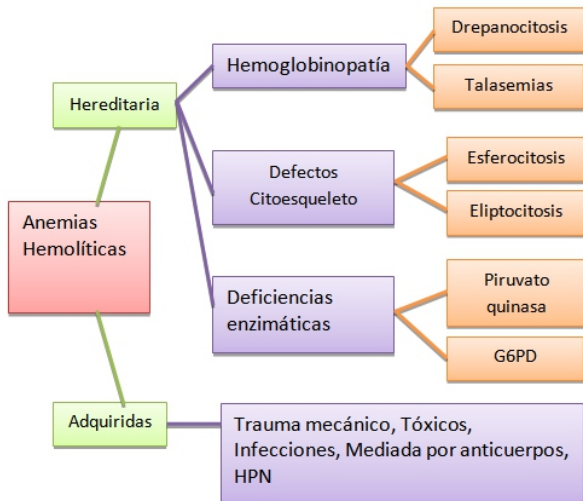 Anemias
Hemolíticas
Hereditaria
Hemoglobinopatía
Drepanocitosis
Talasemias
Defectos
Citoesqueleto
Esferocitosis
Eliptocitosis
Deficiencias
enzimáticas
Piruvato
quinasa
G6PD
Adquiridas
Trauma mecánico, Tóxicos,
Infecciones, Mediada por anticuerpos,
HPN